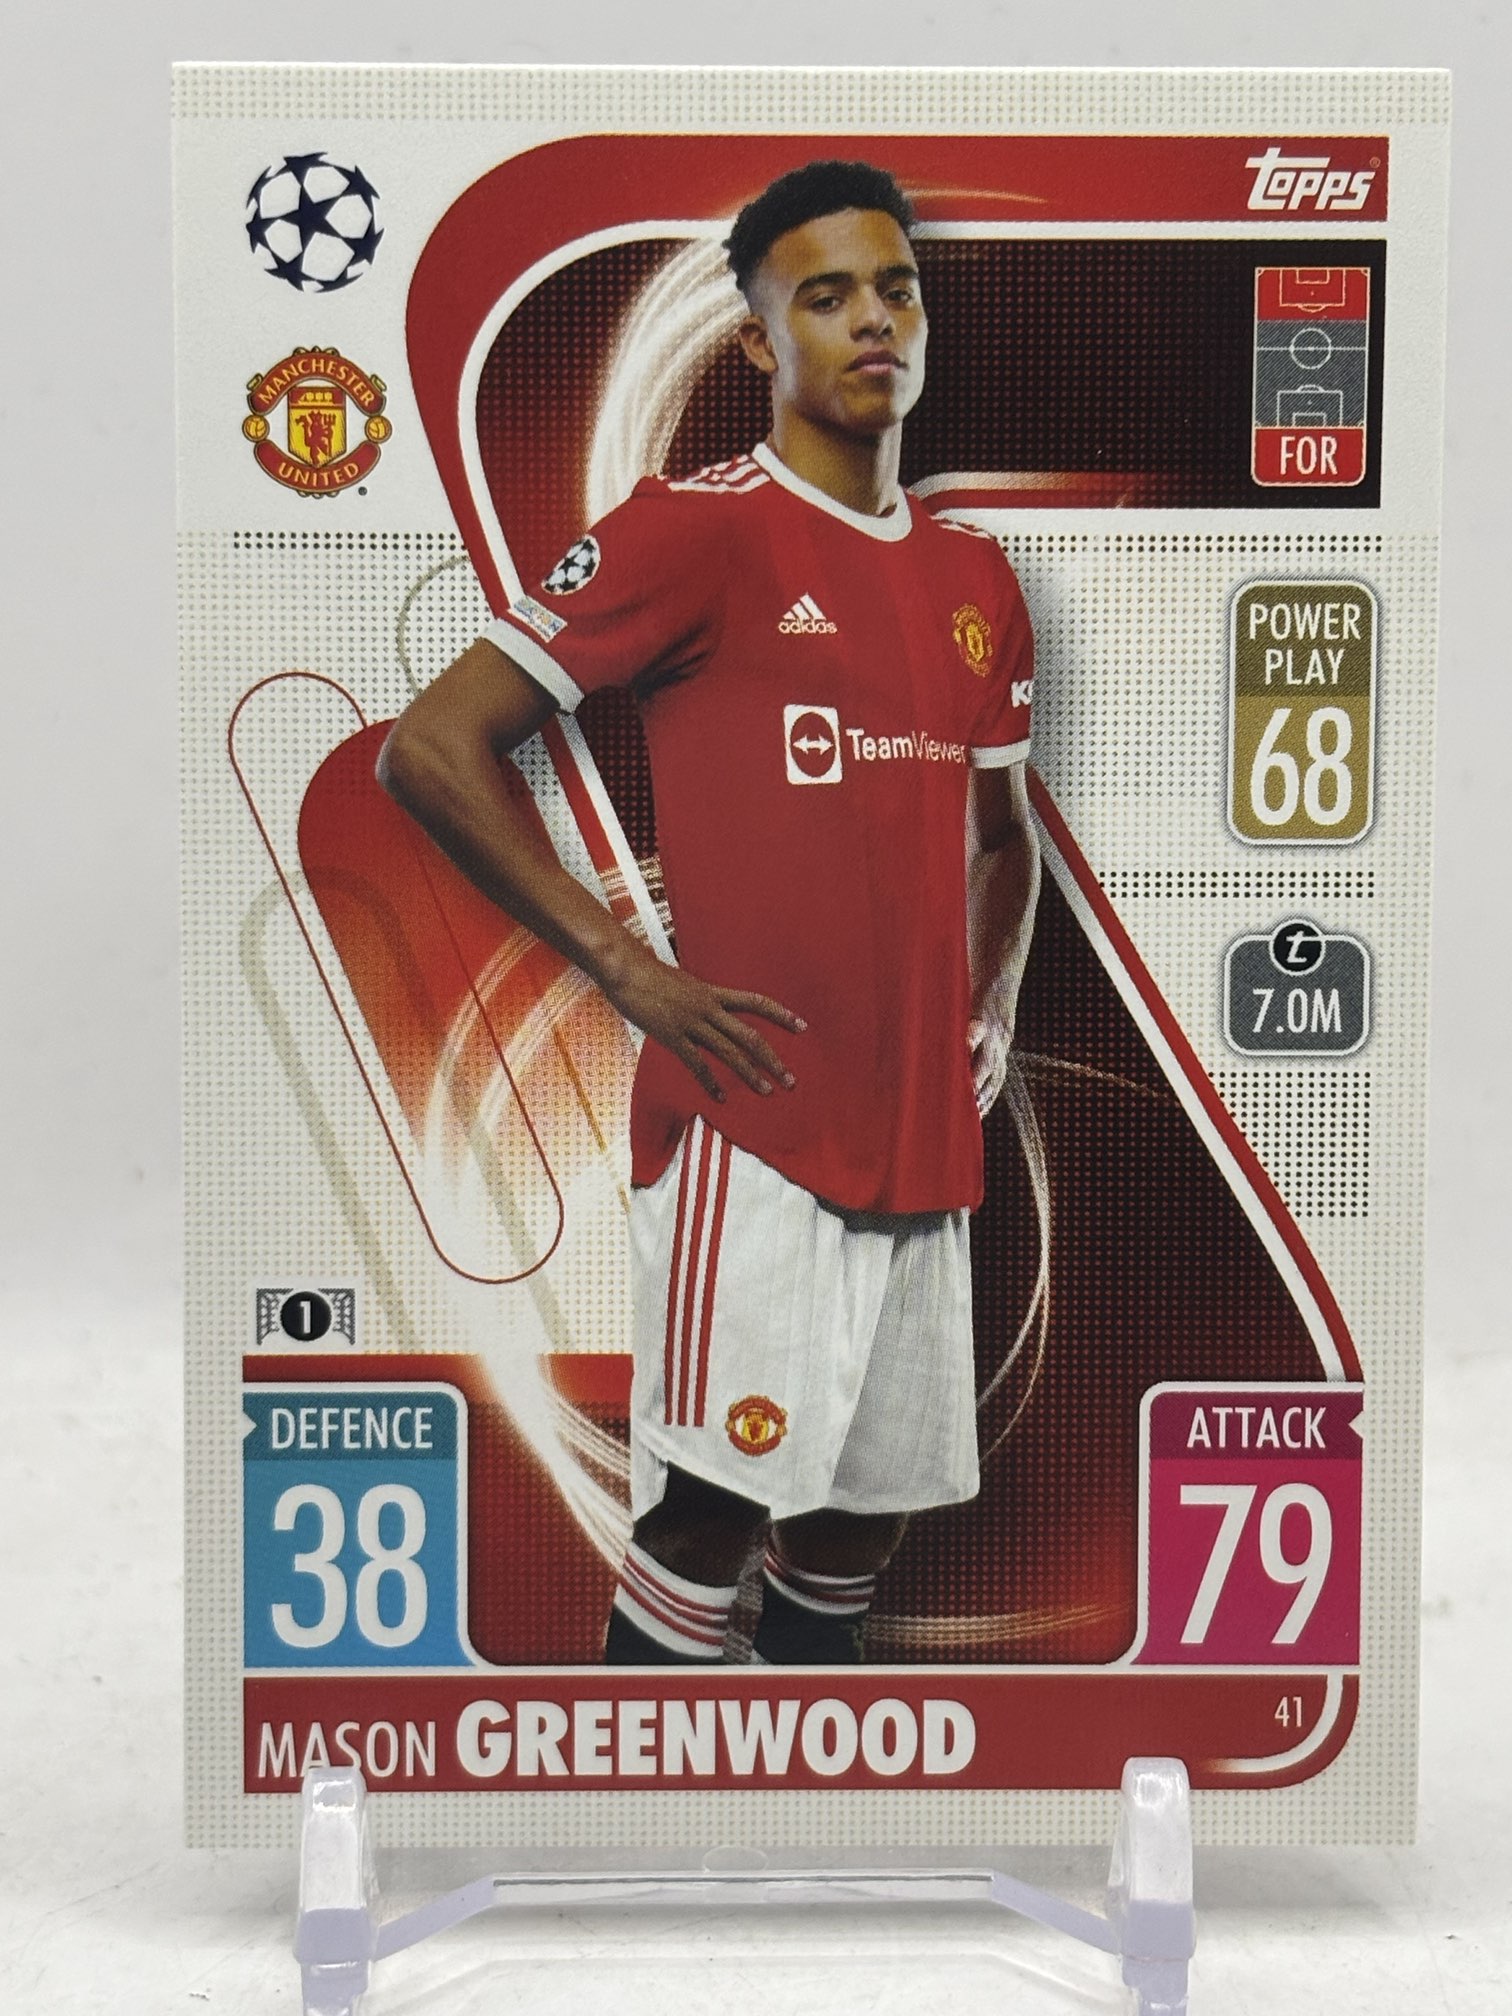 TOPPS
MANCHESTER
UNITED
FOR
adidas
TeamViewer
POWER
PLAY
68
t
7.0M
1
DEFENCE
38
ATTACK
79
MASON GREENWOOD
41